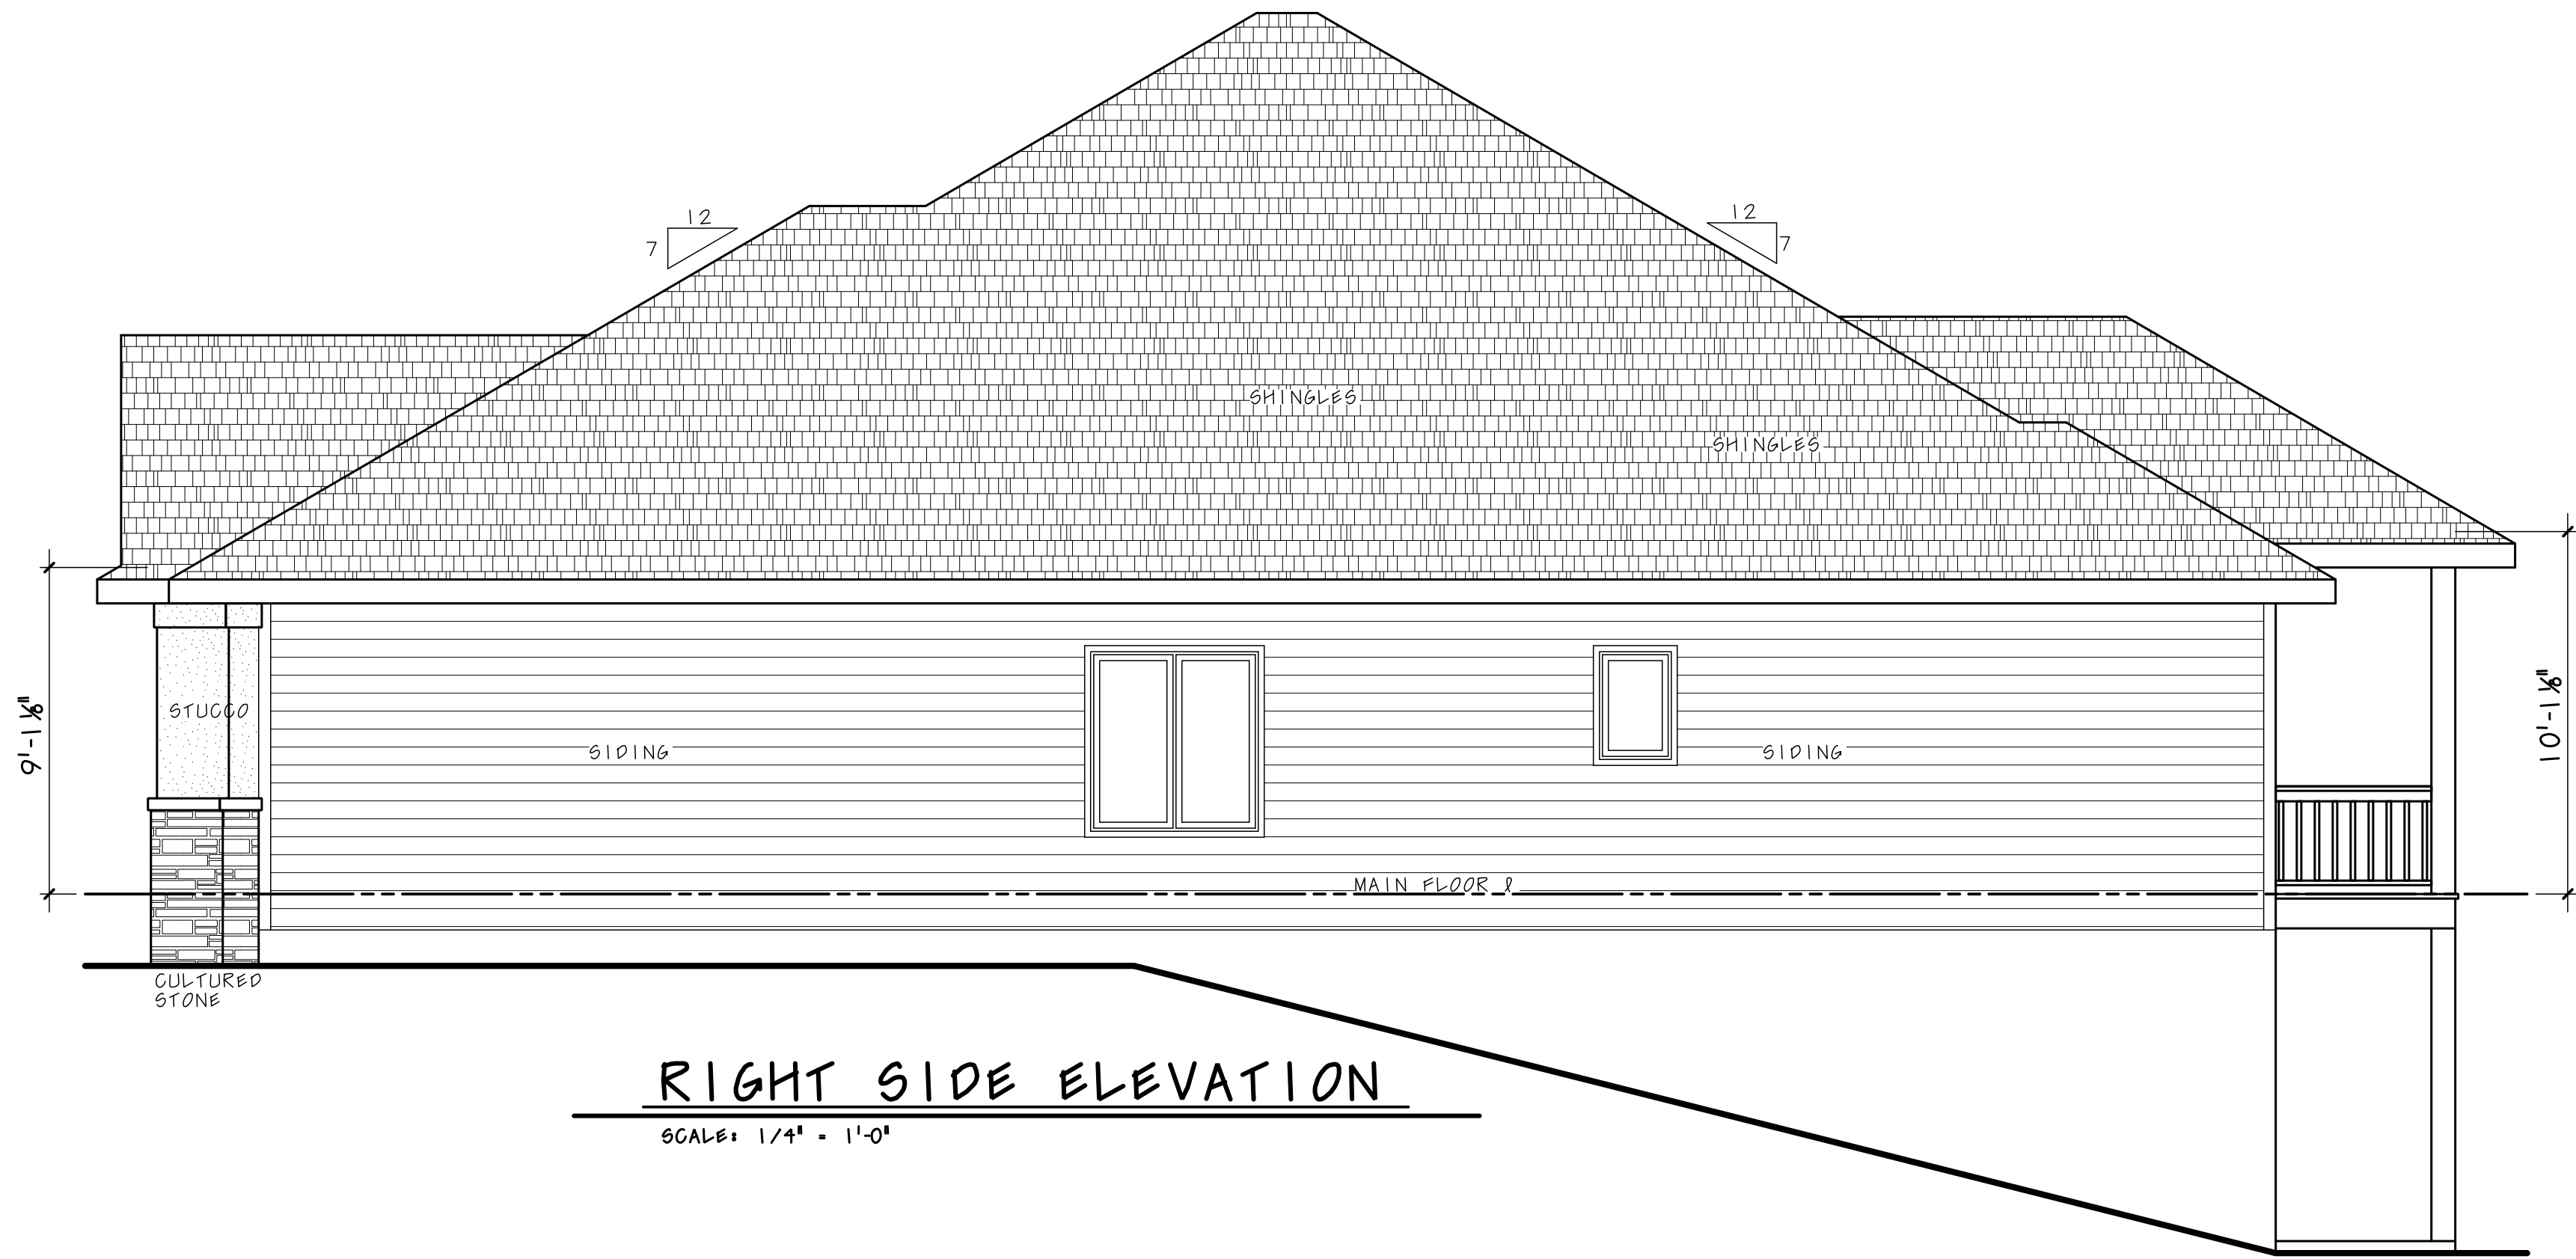 12
7
12
7
SHINGLES
SHINGLES
9'-1 1/8"
10'-1 1/8"
STUCCO
SIDING
SIDING
MAIN FLOOR ℓ
CULTURED
STONE
RIGHT SIDE ELEVATION
SCALE: 1/4" = 1'-0"